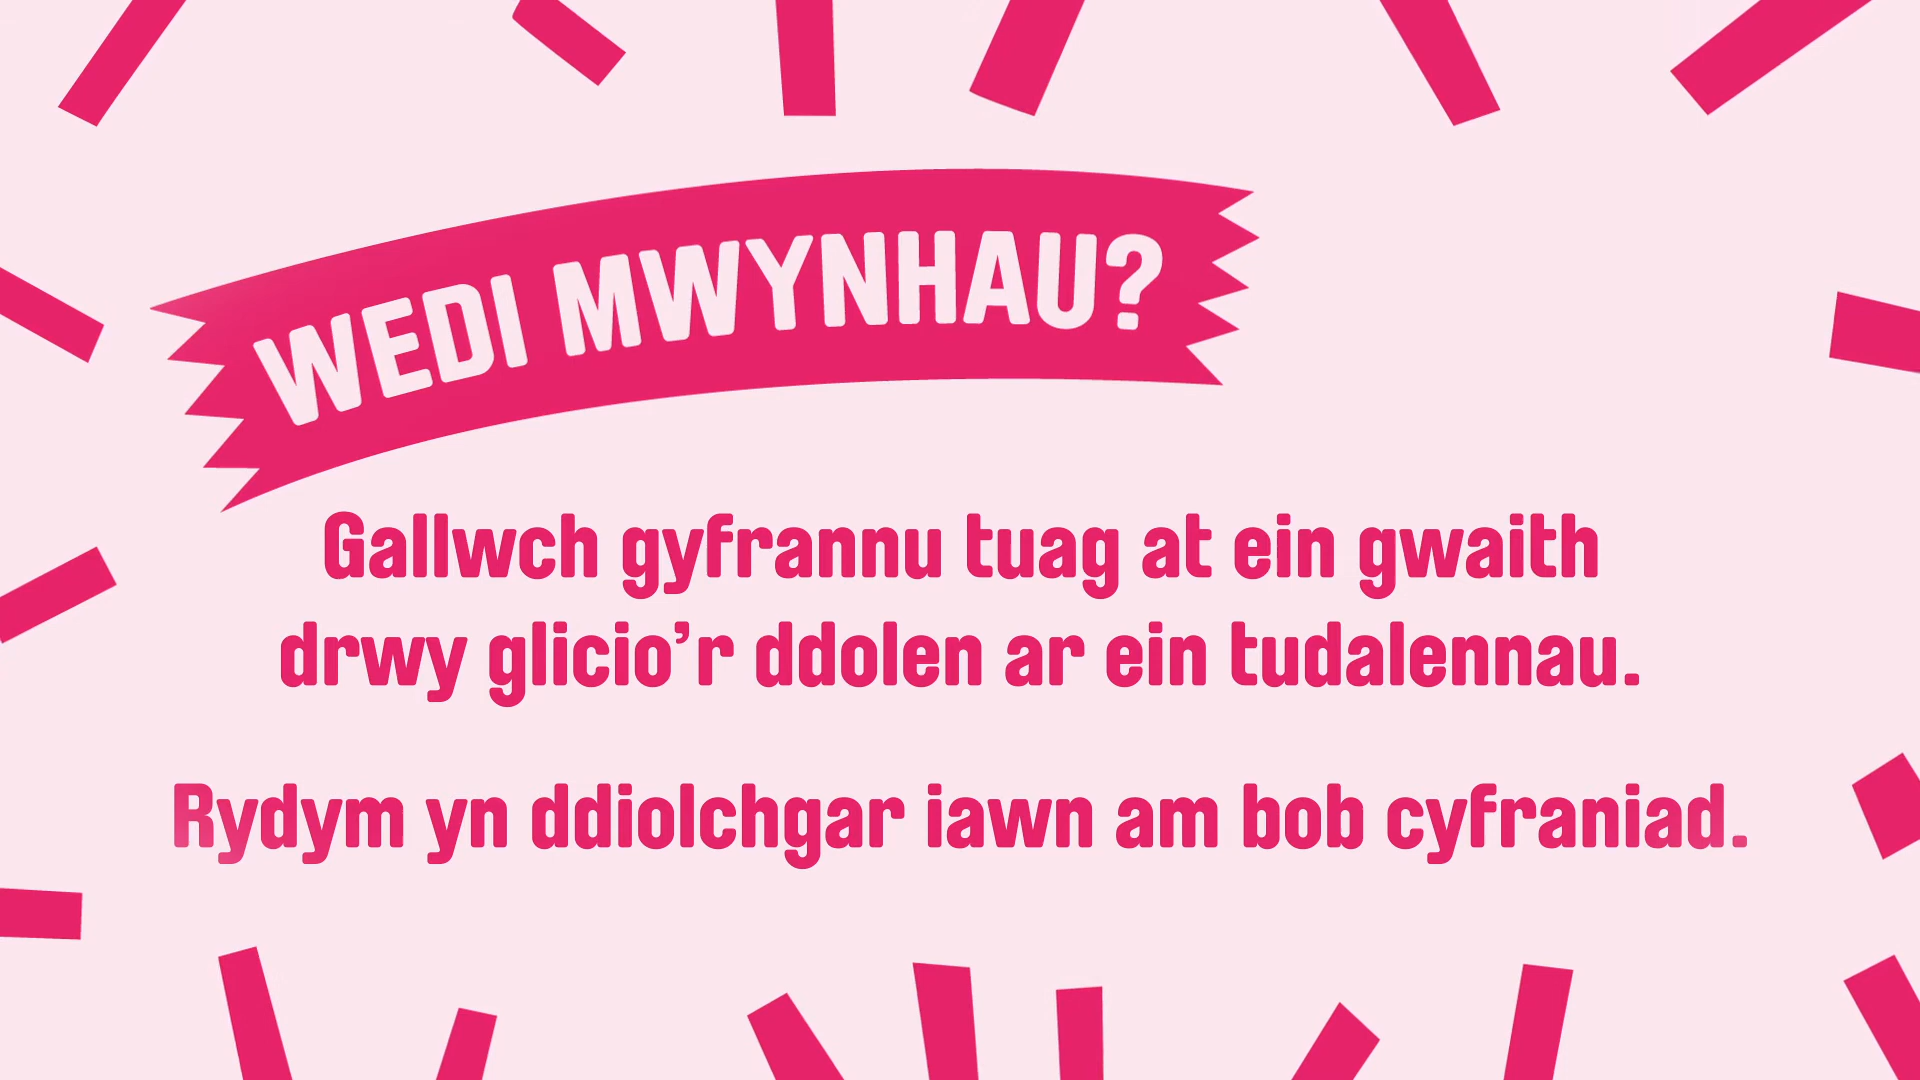 WEDI MWYNHAU?
Gallwch gyfrannu tuag at ein gwaith
drwy glicio’r ddolen ar ein tudalennau.
Rydym yn ddiolchgar iawn am bob cyfraniad.